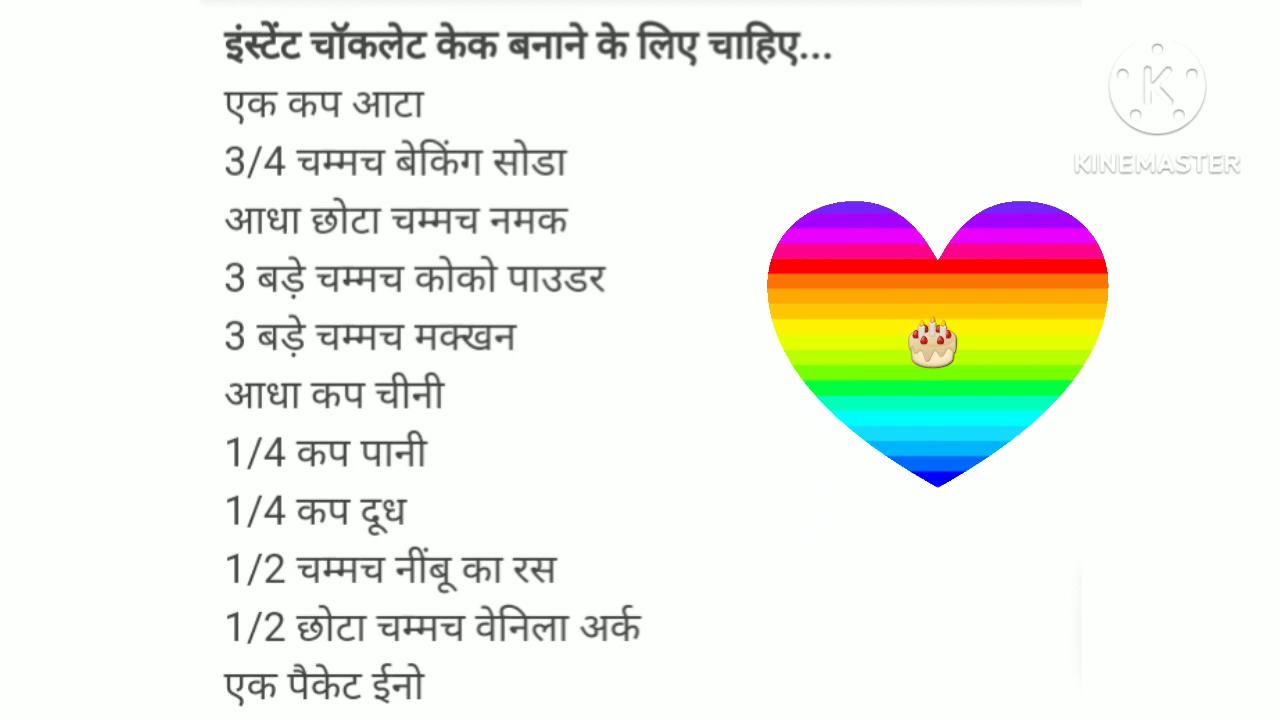 इंस्टेंट चॉकलेट केक बनाने के लिए चाहिए...
एक कप आटा
3/4 चम्मच बेकिंग सोडा
आधा छोटा चम्मच नमक
3 बड़े चम्मच कोको पाउडर
3 बड़े चम्मच मक्खन
आधा कप चीनी
1/4 कप पानी
1/4 कप दूध
1/2 चम्मच नींबू का रस
1/2 छोटा चम्मच वेनिला अर्क
एक पैकेट ईनो
K
KINEMASTER